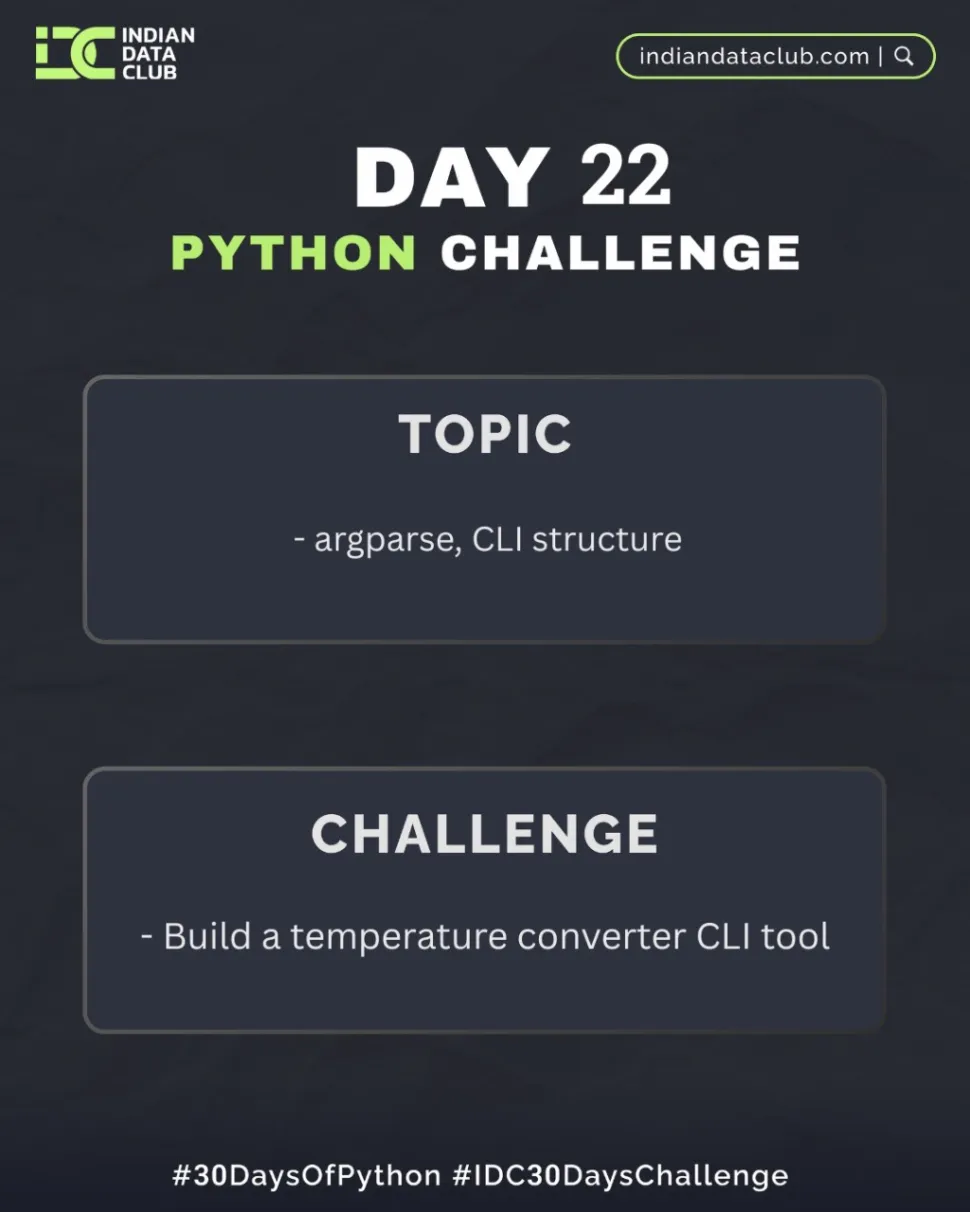 INDIAN
DATA
CLUB
indiandataclub.com |
DAY 22
PYTHON CHALLENGE
TOPIC
- argparse, CLI structure
CHALLENGE
- Build a temperature converter CLI tool
#30DaysOfPython #IDC30DaysChallenge